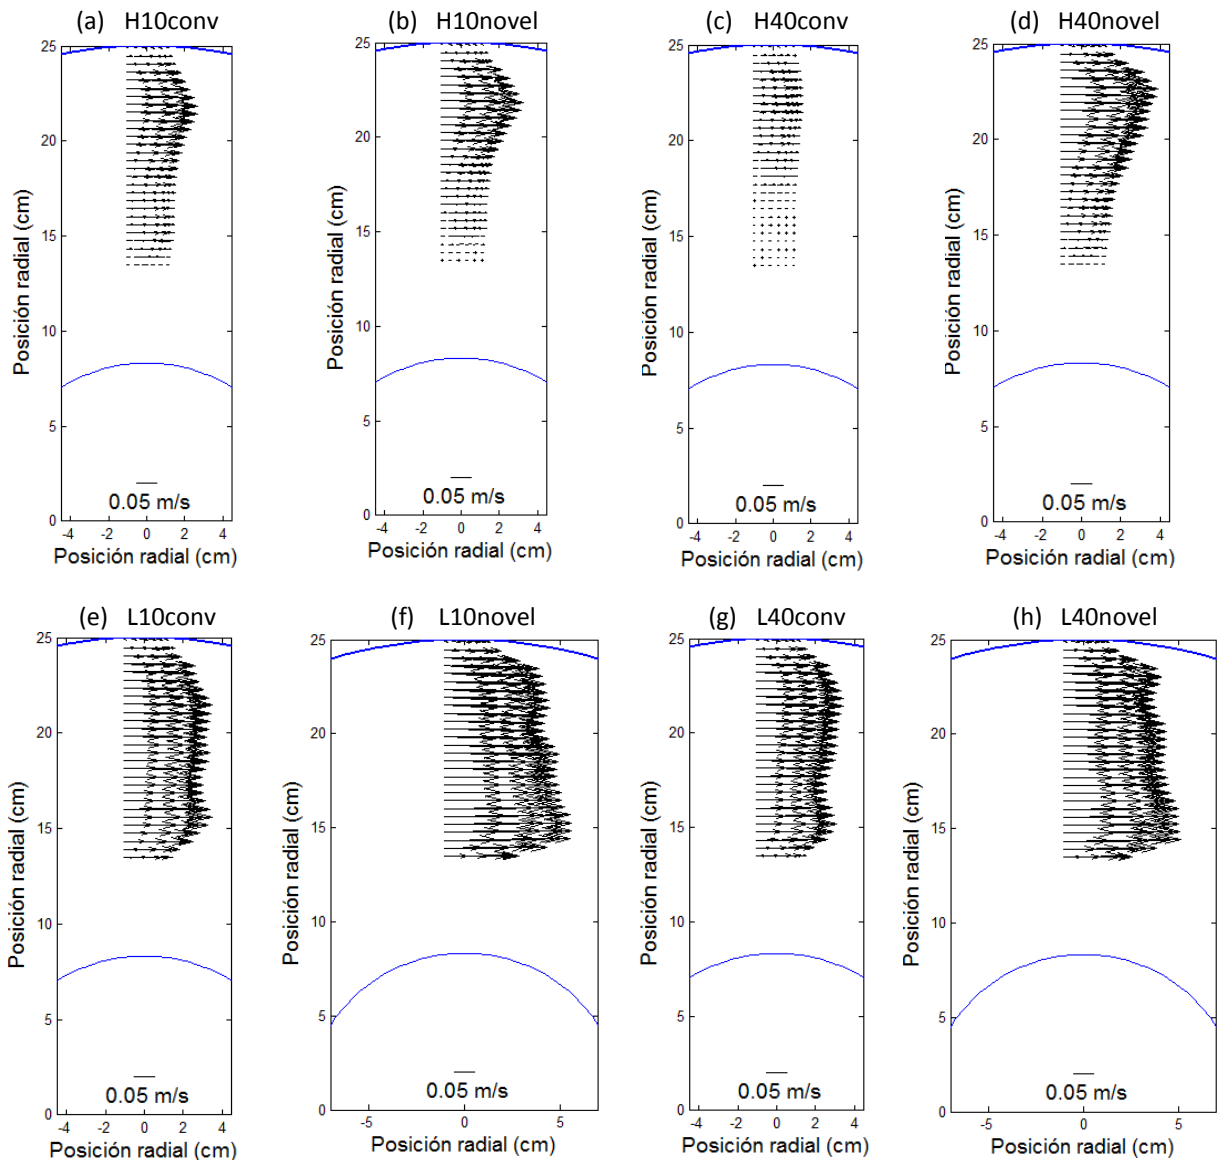 (a) H10conv
(b) H10novel
(c) H40conv
(d) H40novel
25
20
15
10
5
0
Posición radial (cm)
0.05 m/s
-4 -2 0 2 4
Posición radial (cm)
25
20
15
10
5
0
Posición radial (cm)
0.05 m/s
-4 -2 0 2 4
Posición radial (cm)
25
20
15
10
5
0
Posición radial (cm)
0.05 m/s
-4 -2 0 2 4
Posición radial (cm)
25
20
15
10
5
0
Posición radial (cm)
0.05 m/s
-4 -2 0 2 4
Posición radial (cm)
(e) L10conv
(f) L10novel
(g) L40conv
(h) L40novel
25
20
15
10
5
0
Posición radial (cm)
0.05 m/s
-4 -2 0 2 4
Posición radial (cm)
25
20
15
10
5
0
Posición radial (cm)
0.05 m/s
-5 0 5
Posición radial (cm)
25
20
15
10
5
0
Posición radial (cm)
0.05 m/s
-4 -2 0 2 4
Posición radial (cm)
25
20
15
10
5
0
Posición radial (cm)
0.05 m/s
-5 0 5
Posición radial (cm)